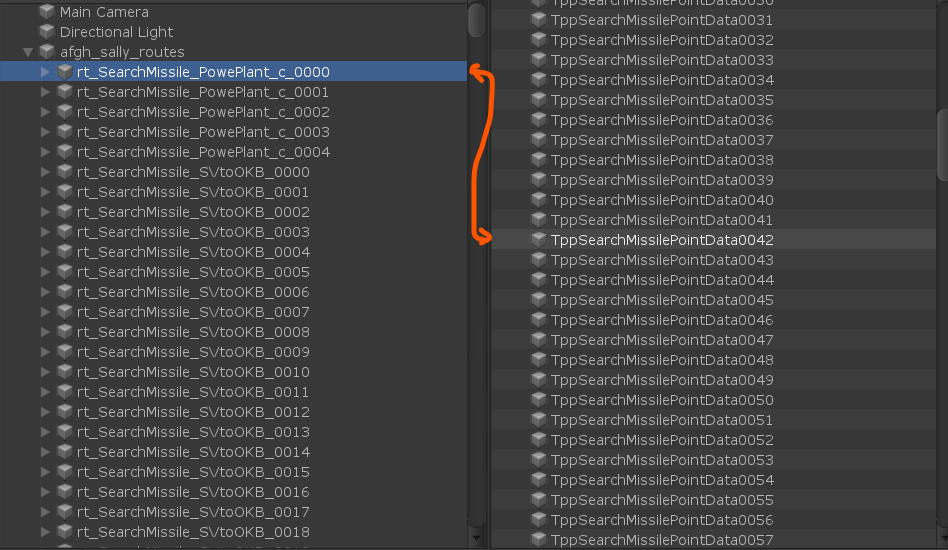 Main Camera
Directional Light
afgh_sally_routes
rt_SearchMissile_PowePlant_c_0000
rt_SearchMissile_PowePlant_c_0001
rt_SearchMissile_PowePlant_c_0002
rt_SearchMissile_PowePlant_c_0003
rt_SearchMissile_PowePlant_c_0004
rt_SearchMissile_SVtoOKB_0000
rt_SearchMissile_SVtoOKB_0001
rt_SearchMissile_SVtoOKB_0002
rt_SearchMissile_SVtoOKB_0003
rt_SearchMissile_SVtoOKB_0004
rt_SearchMissile_SVtoOKB_0005
rt_SearchMissile_SVtoOKB_0006
rt_SearchMissile_SVtoOKB_0007
rt_SearchMissile_SVtoOKB_0008
rt_SearchMissile_SVtoOKB_0009
rt_SearchMissile_SVtoOKB_0010
rt_SearchMissile_SVtoOKB_0011
rt_SearchMissile_SVtoOKB_0012
rt_SearchMissile_SVtoOKB_0013
rt_SearchMissile_SVtoOKB_0014
rt_SearchMissile_SVtoOKB_0015
rt_SearchMissile_SVtoOKB_0016
rt_SearchMissile_SVtoOKB_0017
rt_SearchMissile_SVtoOKB_0018
TppSearchMissilePointData0030
TppSearchMissilePointData0031
TppSearchMissilePointData0032
TppSearchMissilePointData0033
TppSearchMissilePointData0034
TppSearchMissilePointData0035
TppSearchMissilePointData0036
TppSearchMissilePointData0037
TppSearchMissilePointData0038
TppSearchMissilePointData0039
TppSearchMissilePointData0040
TppSearchMissilePointData0041
TppSearchMissilePointData0042
TppSearchMissilePointData0043
TppSearchMissilePointData0044
TppSearchMissilePointData0045
TppSearchMissilePointData0046
TppSearchMissilePointData0047
TppSearchMissilePointData0048
TppSearchMissilePointData0049
TppSearchMissilePointData0050
TppSearchMissilePointData0051
TppSearchMissilePointData0052
TppSearchMissilePointData0053
TppSearchMissilePointData0054
TppSearchMissilePointData0055
TppSearchMissilePointData0056
TppSearchMissilePointData0057